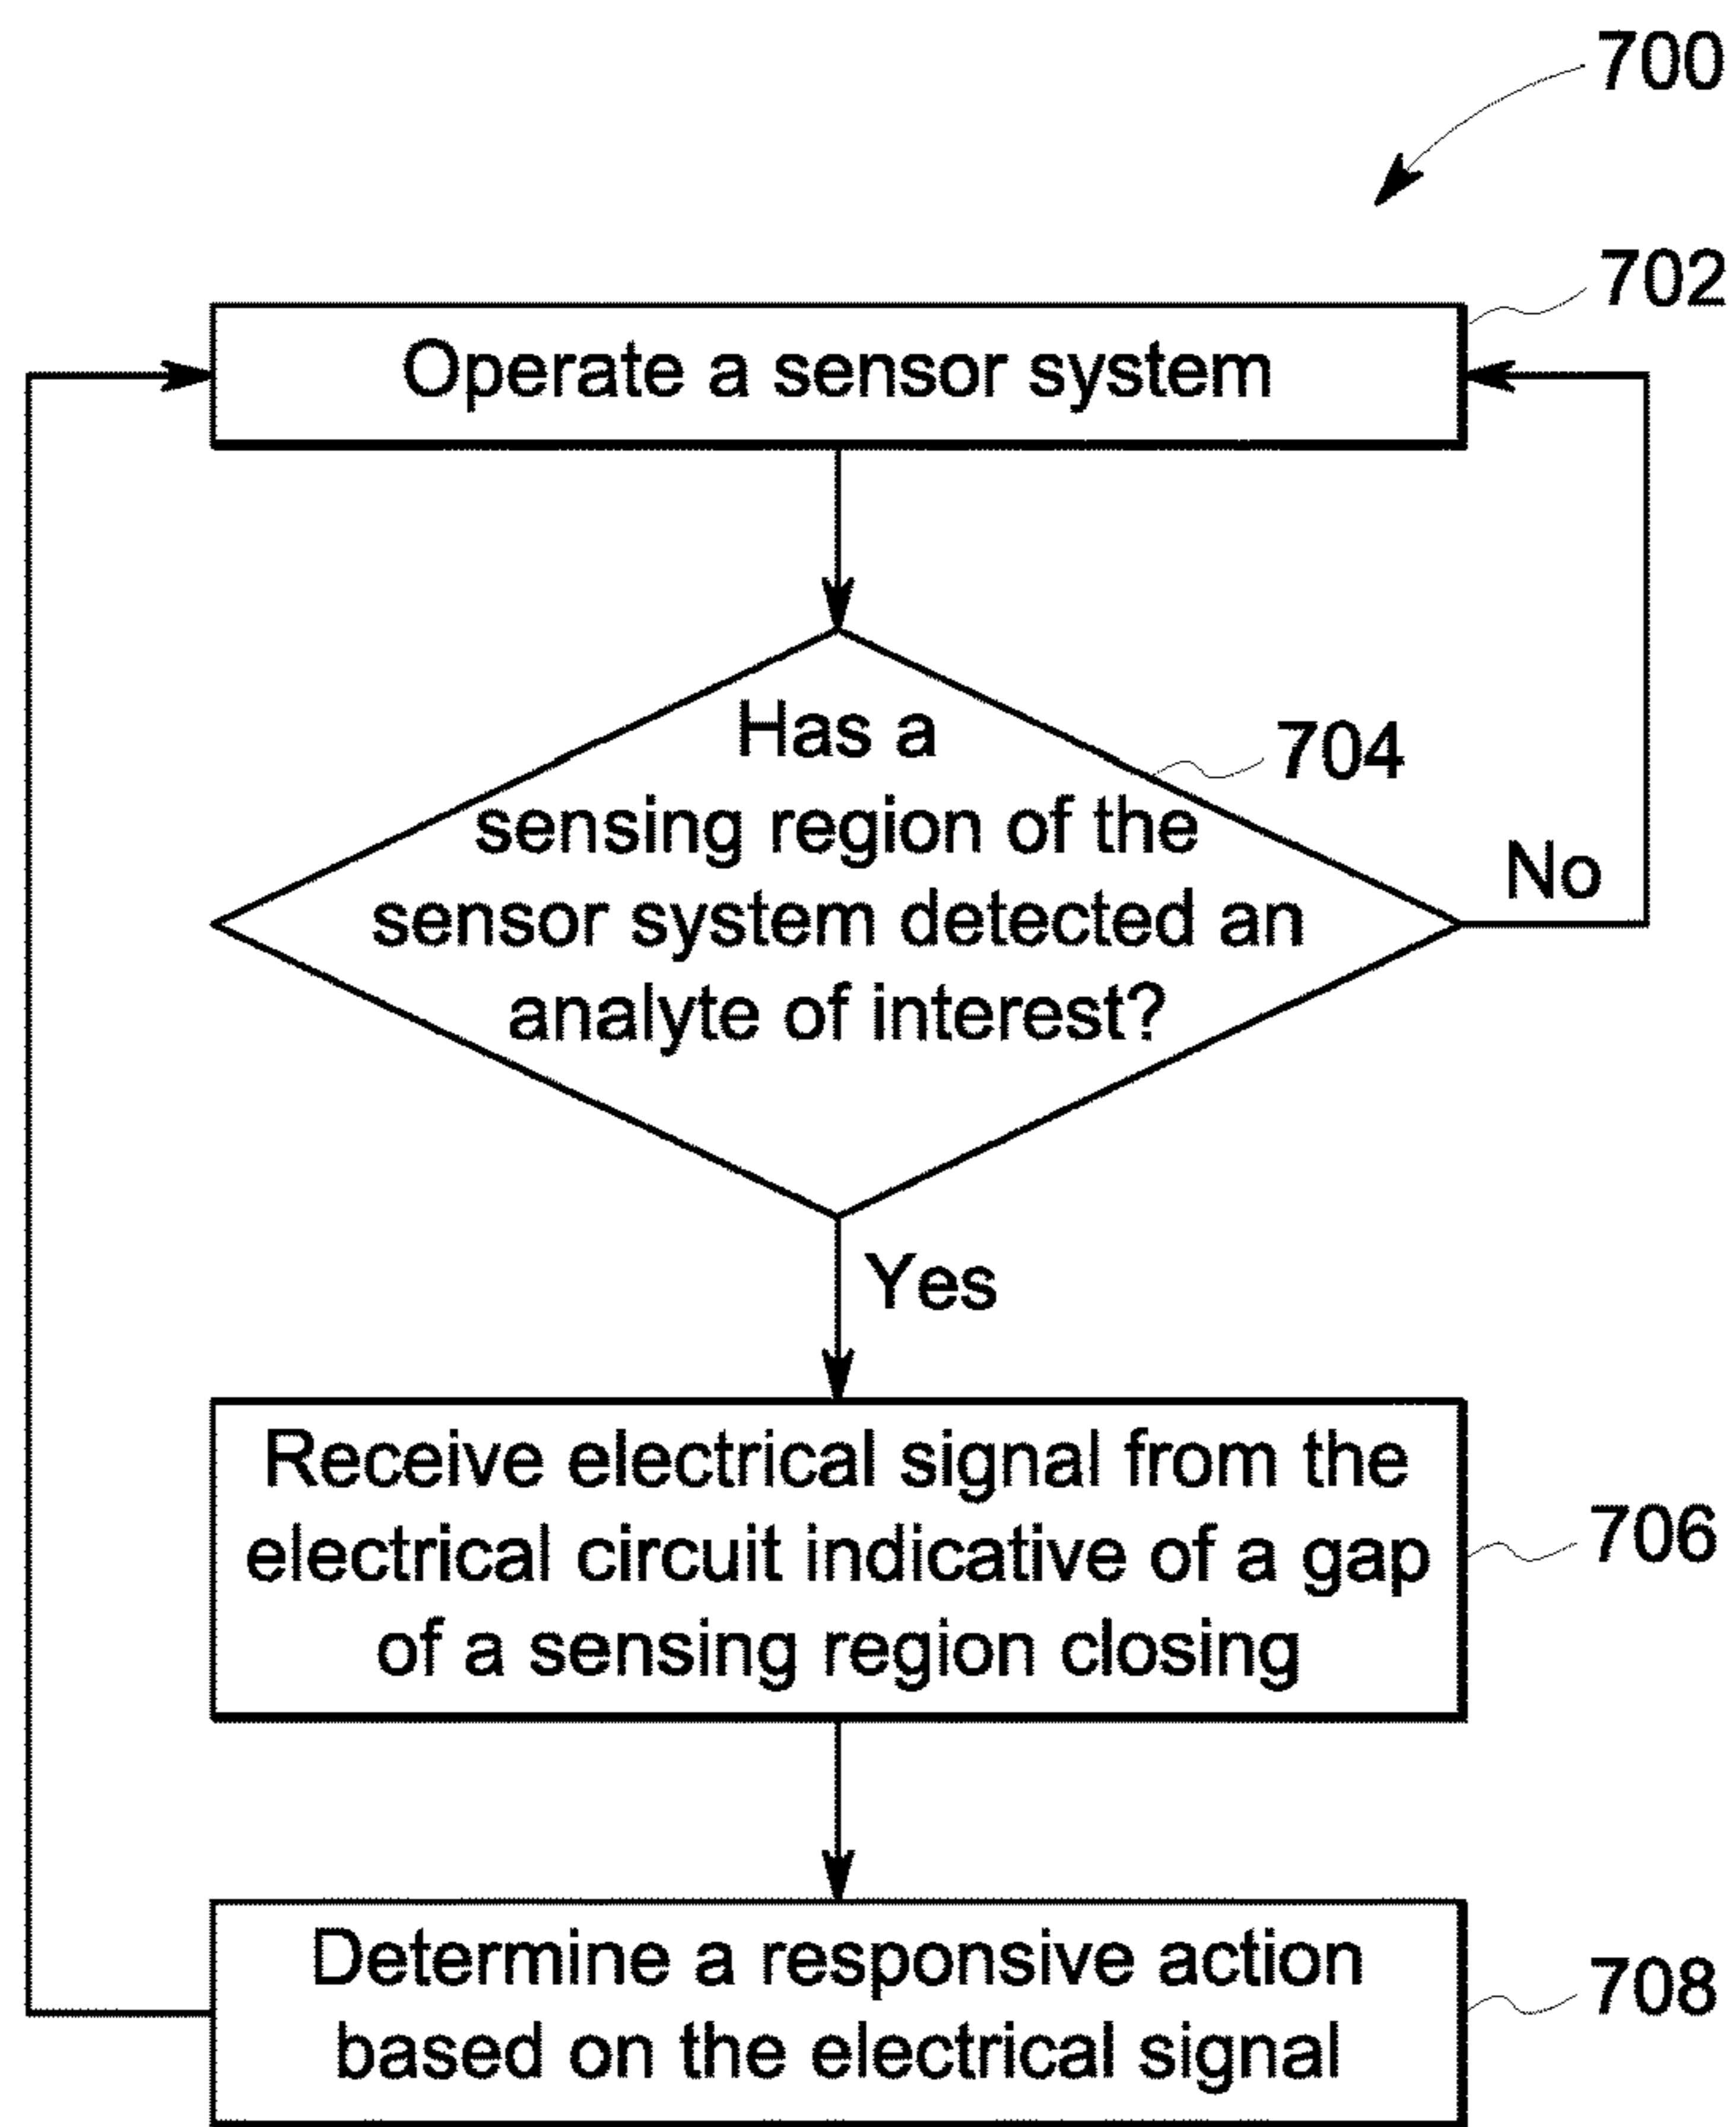 700
702
Operate a sensor system
Has a
704
sensing region of the
sensor system detected an
analyte of interest?
No
Yes
Receive electrical signal from the
electrical circuit indicative of a gap
of a sensing region closing
706
Determine a responsive action
based on the electrical signal
708